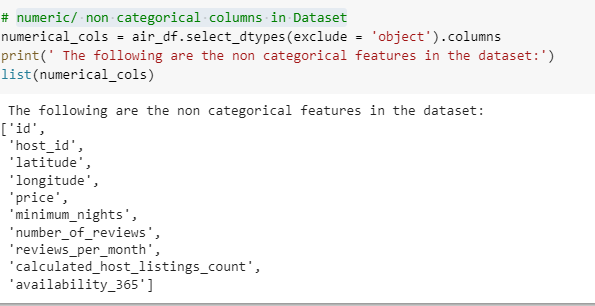 # numeric/ non categorical columns in Dataset
numerical_cols = air_df.select_dtypes(exclude = 'object').columns
print(' The following are the non categorical features in the dataset:')
list(numerical_cols)
 The following are the non categorical features in the dataset:
['id',
 'host_id',
 'latitude',
 'longitude',
 'price',
 'minimum_nights',
 'number_of_reviews',
 'reviews_per_month',
 'calculated_host_listings_count',
 'availability_365']